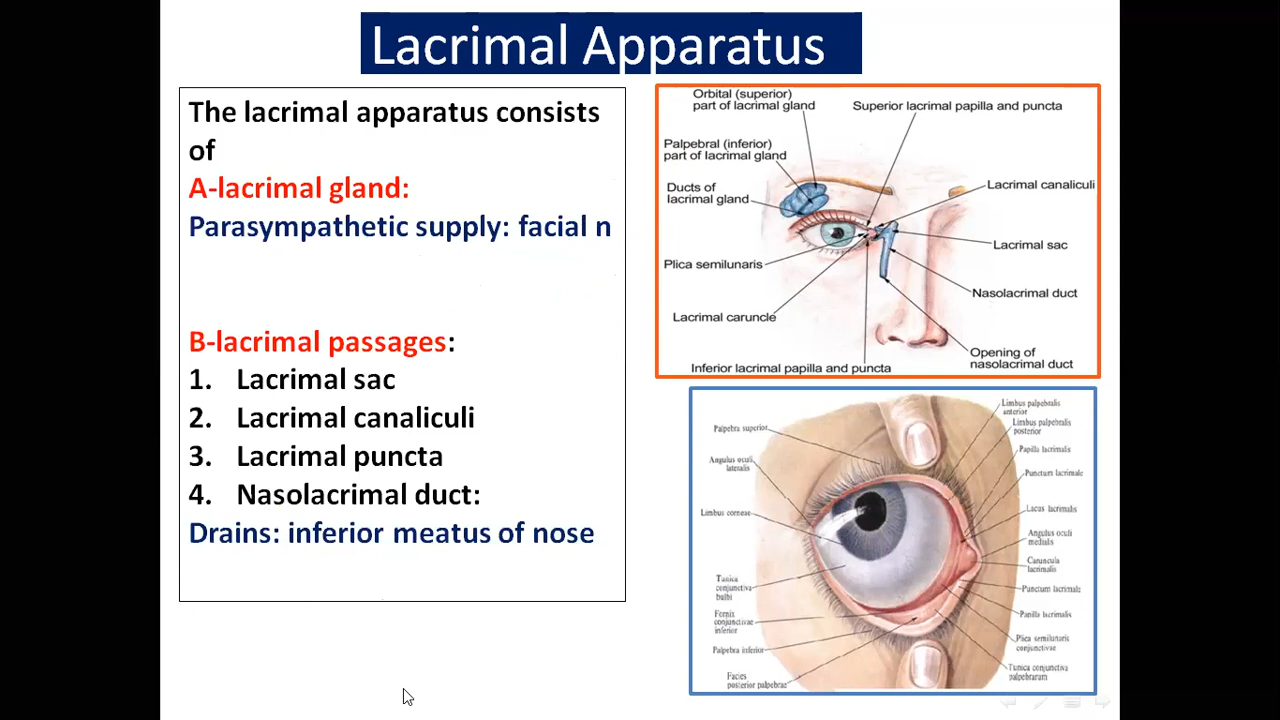 Lacrimal Apparatus
The lacrimal apparatus consists
of
A-lacrimal gland:
Parasympathetic supply: facial n
B-lacrimal passages:
1. Lacrimal sac
2. Lacrimal canaliculi
3. Lacrimal puncta
4. Nasolacrimal duct:
Drains: inferior meatus of nose
Orbital (superior)
part of lacrimal gland
Superior lacrimal papilla and puncta
Palpebral (inferior)
part of lacrimal gland
Ducts of
lacrimal gland
Lacrimal canaliculi
Lacrimal sac
Plica semilunaris
Nasolacrimal duct
Lacrimal caruncle
Opening of
nasolacrimal duct
Inferior lacrimal papilla and puncta
Palpebra superior
Angulus oculi
lateralis
Limbus corneae
Tunica
conjunctiva
bulbi
Fornix
conjunctivae
inferior
Palpebra inferior
Facies
posterior palpebrae
Limbus palpebralis
anterior
Limbus palpebralis
posterior
Papilla lacrimalis
Punctum lacrimale
Lacus lacrimalis
Angulus oculi
medialis
Caruncula
lacrimalis
Punctum lacrimale
Papilla lacrimalis
Plica semilunaris
conjunctivae
Tunica conjunctiva
palpebrarum